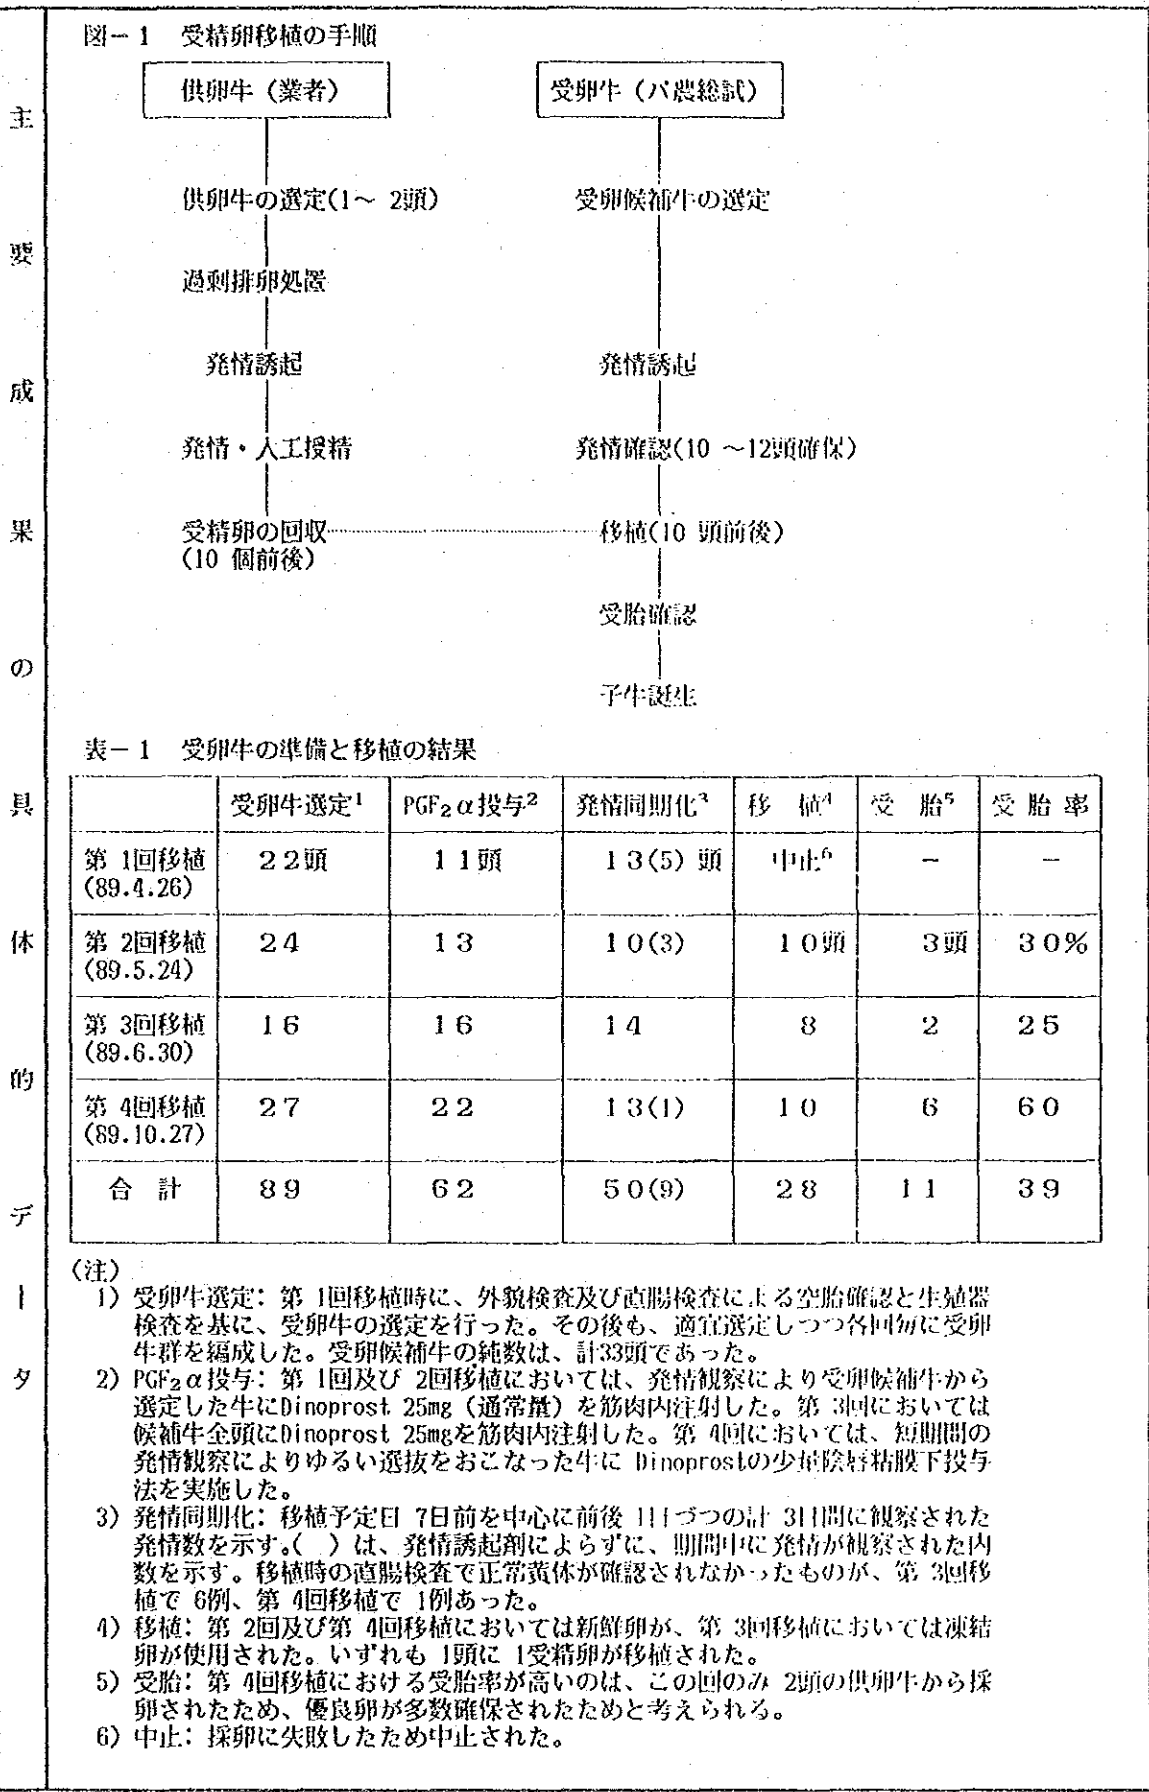 主要成果の具体的データ
図－1　受精卵移植の手順
供卵牛（業者）　受卵牛（パ農総試）
供卵牛の選定(1～ 2頭)　受卵候補牛の選定
過剰排卵処置
発情誘起　発情誘起
発情・人工授精　発情確認(10 ～12頭確保)
受精卵の回収　移植(10 頭前後)
(10 個前後)
受胎確認
子牛誕生
表－1　受卵牛の準備と移植の結果
受卵牛選定¹　PGF₂α投与²　発情同期化³　移　植⁴　受　胎⁵　受 胎 率
第 1回移植　22頭　11頭　13(5) 頭　中止⁶　－　－
(89.4.26)
第 2回移植　24　13　10(3)　10頭　3頭　30%
(89.5.24)
第 3回移植　16　16　14　8　2　25
(89.6.30)
第 4回移植　27　22　13(1)　10　6　60
(89.10.27)
合　計　89　62　50(9)　28　11　39
(注)
1) 受卵牛選定: 第 1回移植時に、外貌検査及び直腸検査による空胎確認と生殖器
検査を基に、受卵牛の選定を行った。その後も、適宜選定しつつ各回毎に受卵
牛群を編成した。受卵候補牛の純数は、計33頭であった。
2) PGF₂α投与: 第 1回及び 2回移植においては、発情観察により受卵候補牛から
選定した牛にDinoprost 25mg（通常量）を筋肉内注射した。第 3回においては
候補牛全頭にDinoprost 25mgを筋肉内注射した。第 4回においては、短期間の
発情観察によりゆるい選抜をおこなった牛に Dinoprostの少量陰唇粘膜下投与
法を実施した。
3) 発情同期化: 移植予定日 7日前を中心に前後 1日づつの計 3日間に観察された
発情数を示す。(　) は、発情誘起剤によらずに、期間中に発情が観察された内
数を示す。移植時の直腸検査で正常黄体が確認されなかったものが、第 3回移
植で 6例、第 4回移植で 1例あった。
4) 移植: 第 2回及び第 4回移植においては新鮮卵が、第 3回移植においては凍結
卵が使用された。いずれも 1頭に 1受精卵が移植された。
5) 受胎: 第 4回移植における受胎率が高いのは、この回のみ 2頭の供卵牛から採
卵されたため、優良卵が多数確保されたためと考えられる。
6) 中止: 採卵に失敗したため中止された。